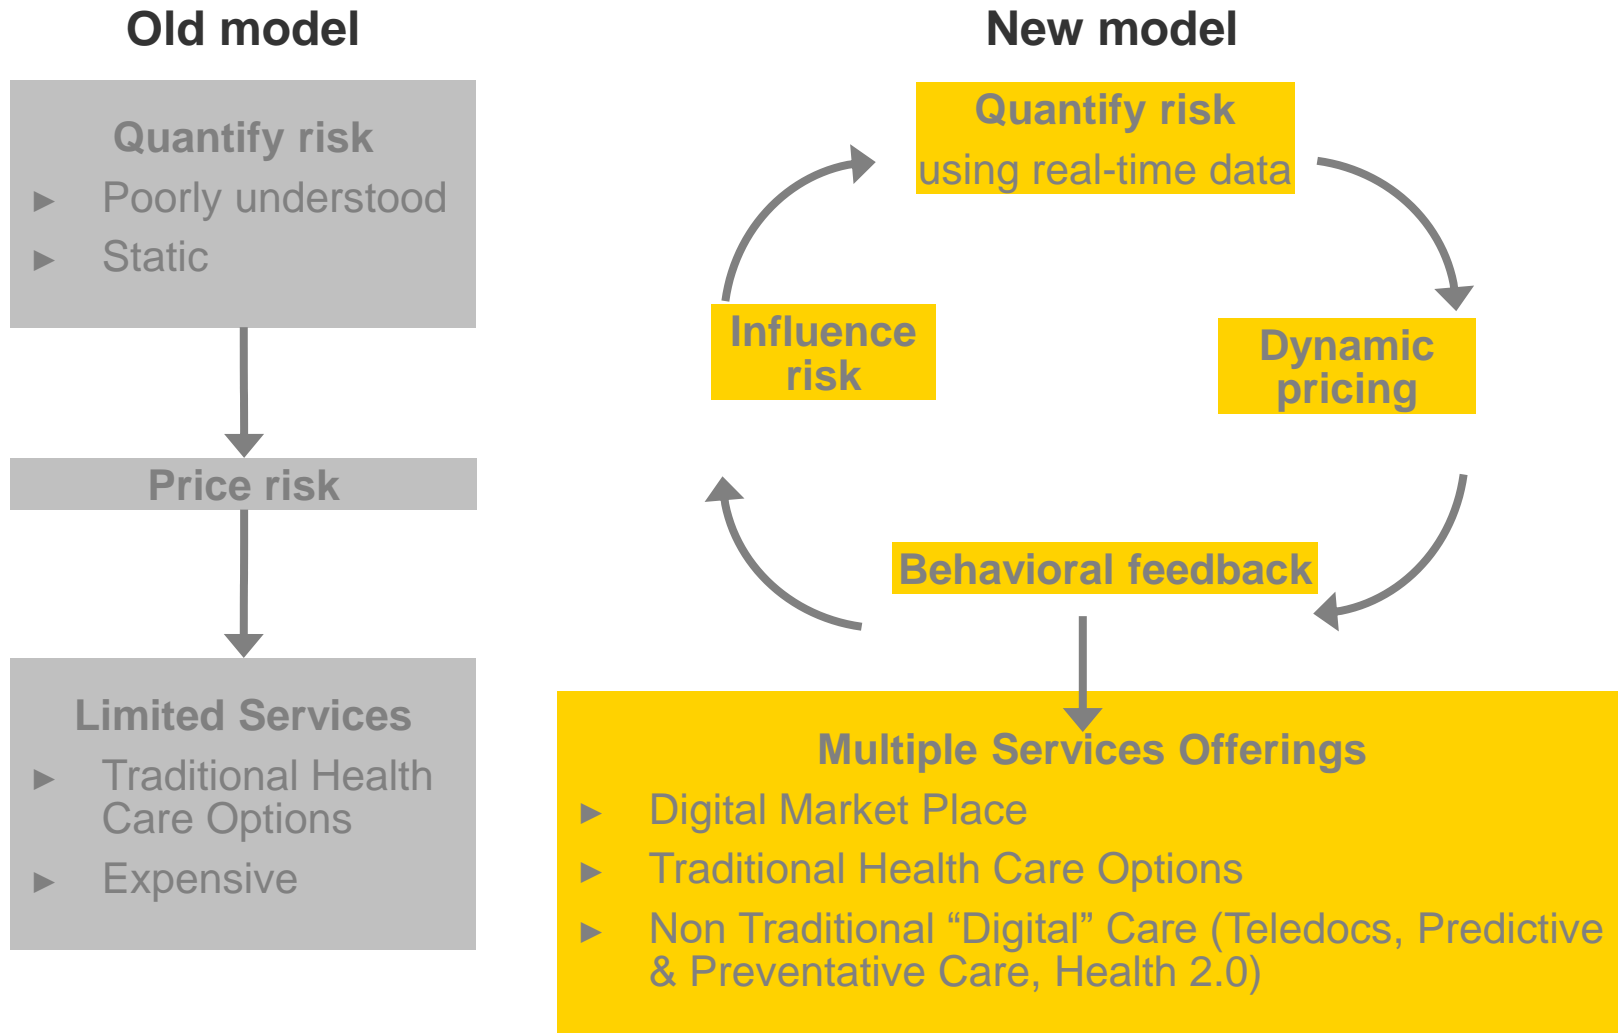 Old model
Quantify risk
► Poorly understood
► Static
Price risk
Limited Services
► Traditional Health
Care Options
► Expensive
New model
Quantify risk
using real-time data
Influence
risk
Dynamic
pricing
Behavioral feedback
Multiple Services Offerings
► Digital Market Place
► Traditional Health Care Options
► Non Traditional “Digital” Care (Teledocs, Predictive
& Preventative Care, Health 2.0)